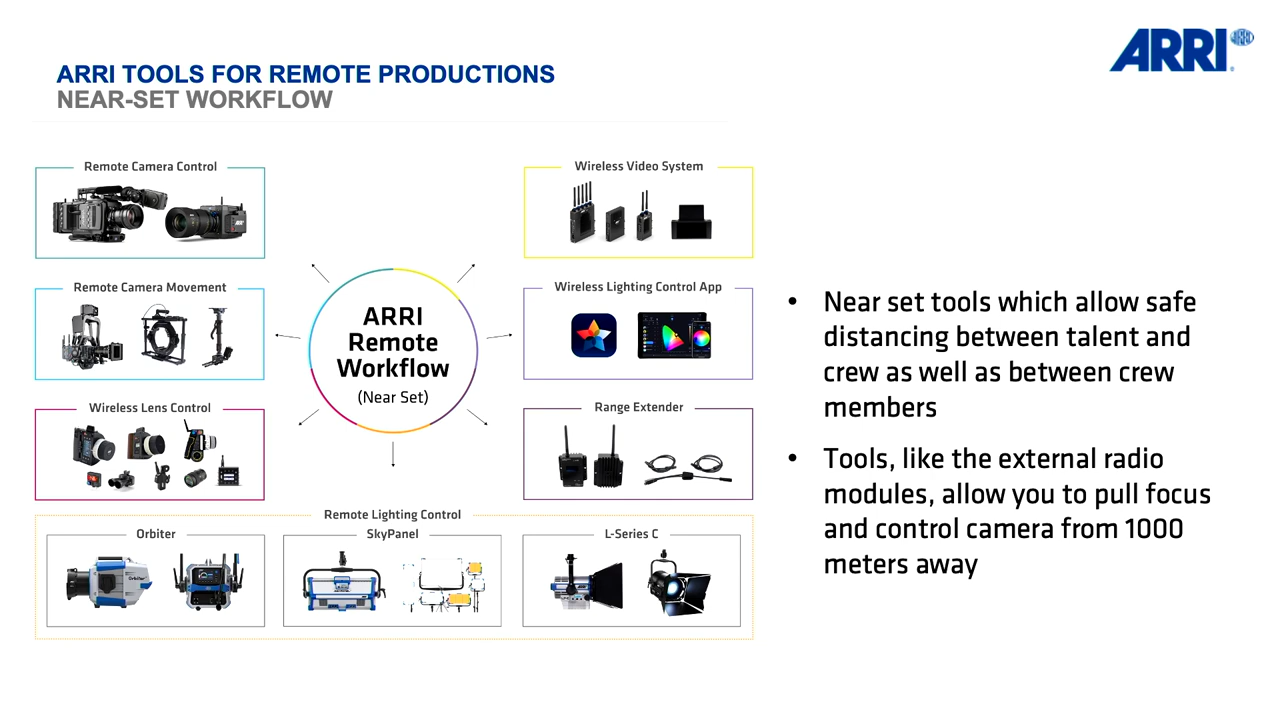 ARRI
ARRI TOOLS FOR REMOTE PRODUCTIONS
NEAR-SET WORKFLOW
Remote Camera Control
Wireless Video System
Remote Camera Movement
Wireless Lighting Control App
Wireless Lens Control
Range Extender
ARRI
Remote
Workflow
(Near Set)
Remote Lighting Control
Orbiter
SkyPanel
L-Series C
Orbiter
ARRI
• Near set tools which allow safe
distancing between talent and
crew as well as between crew
members
• Tools, like the external radio
modules, allow you to pull focus
and control camera from 1000
meters away